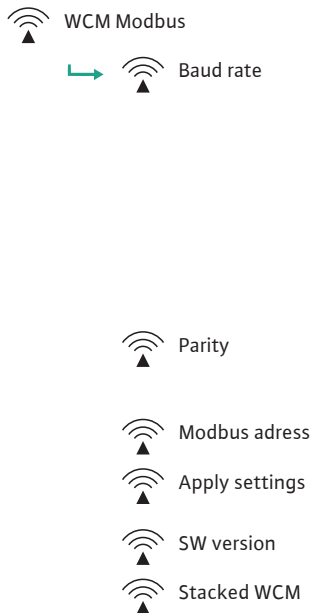 WCM Modbus
Baud rate
Parity
Modbus adress
Apply settings
SW version
Stacked WCM